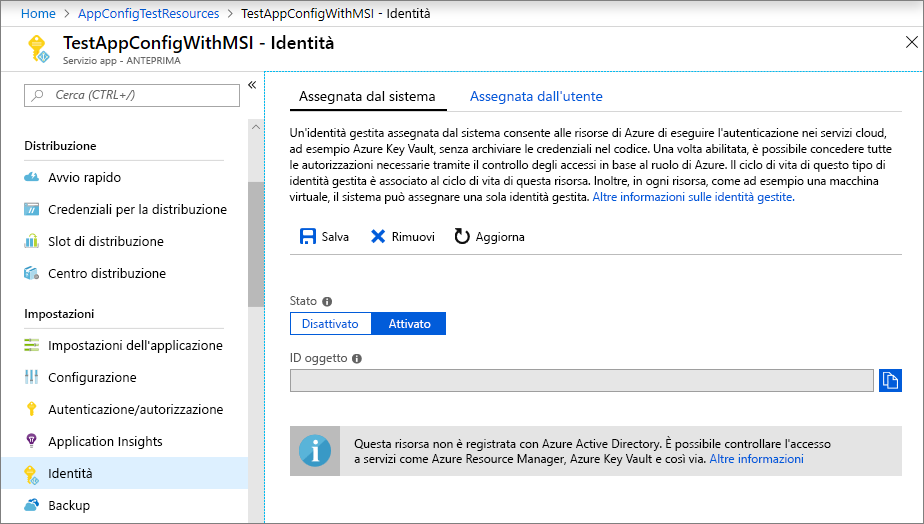 Home > AppConfigTestResources > TestAppConfigWithMSI - Identità
TestAppConfigWithMSI - Identità
Servizio app - ANTEPRIMA
Cerca (CTRL+/)
Distribuzione
Avvio rapido
Credenziali per la distribuzione
Slot di distribuzione
Centro distribuzione
Impostazioni
Impostazioni dell'applicazione
Configurazione
Autenticazione/autorizzazione
Application Insights
Identità
Backup
Assegnata dal sistema
Assegnata dall'utente
Un'identità gestita assegnata dal sistema consente alle risorse di Azure di eseguire l'autenticazione nei servizi cloud,
ad esempio Azure Key Vault, senza archiviare le credenziali nel codice. Una volta abilitata, è possibile concedere tutte
le autorizzazioni necessarie tramite il controllo degli accessi in base al ruolo di Azure. Il ciclo di vita di questo tipo di
identità gestita è associato al ciclo di vita di questa risorsa. Inoltre, in ogni risorsa, come ad esempio una macchina
virtuale, il sistema può assegnare una sola identità gestita. Altre informazioni sulle identità gestite.
Salva
Rimuovi
Aggiorna
Stato
Disattivato
Attivato
ID oggetto
Questa risorsa non è registrata con Azure Active Directory. È possibile controllare l'accesso
a servizi come Azure Resource Manager, Azure Key Vault e così via. Altre informazioni